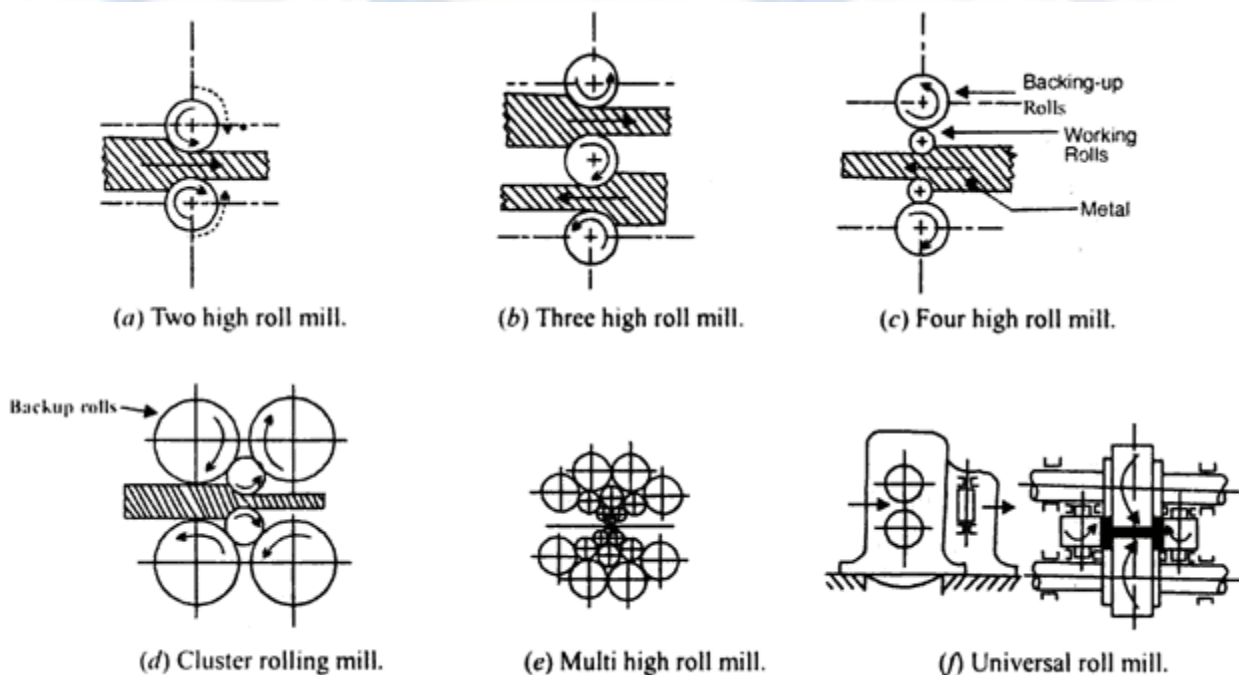 Backing-up
Rolls
Working
Rolls
Metal
(a) Two high roll mill.
(b) Three high roll mill.
(c) Four high roll mill.
Backup rolls
(d) Cluster rolling mill.
(e) Multi high roll mill.
(f) Universal roll mill.